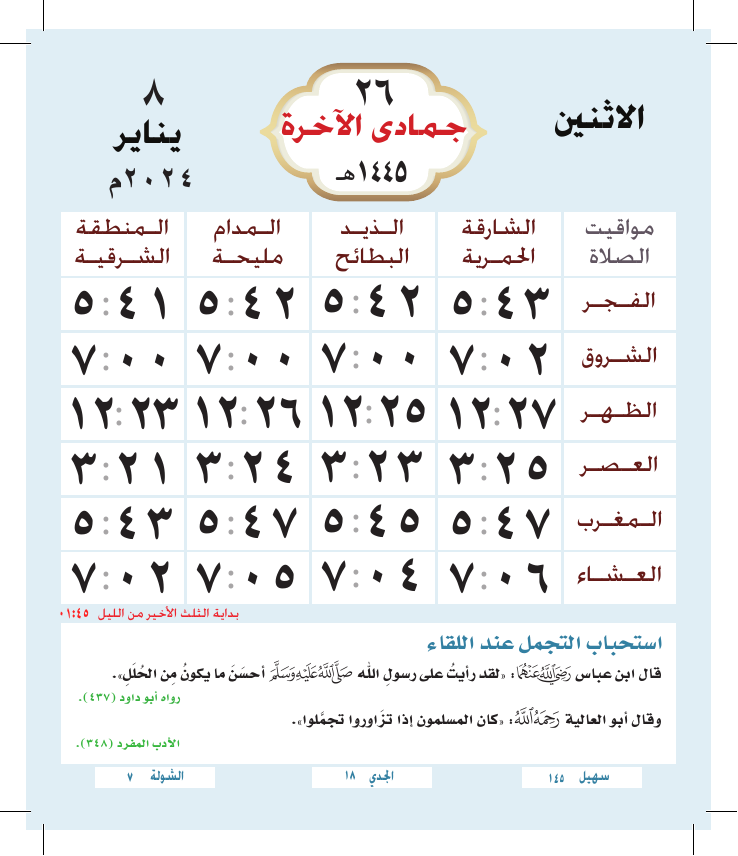 الاثنين
٢٦
جمادى الآخرة
١٤٤٥هـ
٨
يناير
٢٠٢٤م
مواقيت الصلاة | الشارقة الحمرية | الذيد البطائح | المدام مليحة | المنطقة الشرقية
الفجر ٥:٤٣ ٥:٤٢ ٥:٤٢ ٥:٤١
الشروق ٧:٠٢ ٧:٠٠ ٧:٠٠ ٧:٠٠
الظهر ١٢:٢٧ ١٢:٢٥ ١٢:٢٦ ١٢:٢٣
العصر ٣:٢٥ ٣:٢٣ ٣:٢٤ ٣:٢١
المغرب ٥:٤٧ ٥:٤٥ ٥:٤٧ ٥:٤٣
العشاء ٧:٠٦ ٧:٠٤ ٧:٠٥ ٧:٠٢
بداية الثلث الأخير من الليل ٠١:٤٥
استحباب التجمل عند اللقاء
قال ابن عباس رَضِيَ اللَّهُ عَنْهُمَا: «لقد رأيتُ على رسولِ الله صَلَّى اللَّهُ عَلَيْهِ وَسَلَّمَ أحسَنَ ما يكونُ مِن الحُلَلِ».
رواه أبو داود (٤٣٧).
وقال أبو العالية رَحِمَهُ اللَّهُ: «كان المسلمون إذا تزَاوروا تجمَّلوا».
الأدب المفرد (٣٤٨).
سهيل ١٤٥
الجدي ١٨
الشولة ٧